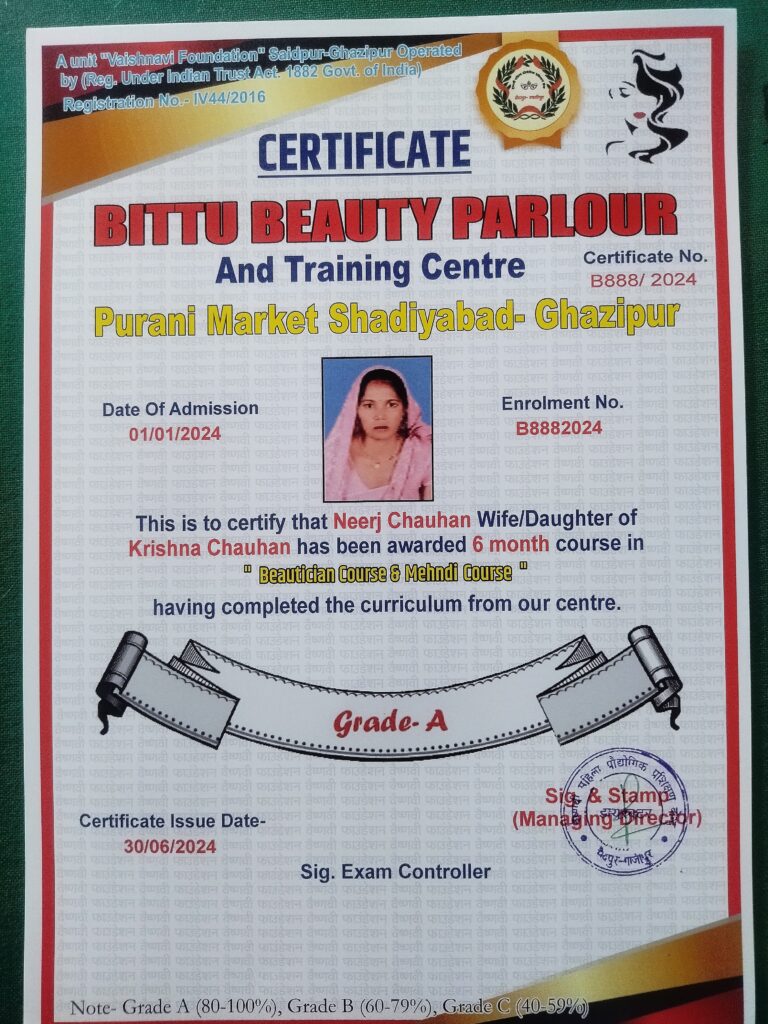 A unit "Vaishnavi Foundation" Saidpur-Ghazipur Operated
by (Reg. Under Indian Trust Act. 1882 Govt. of India)
Registration No.- IV44/2016
CERTIFICATE
BITTU BEAUTY PARLOUR
And Training Centre
Certificate No.
B888/ 2024
Purani Market Shadiyabad- Ghazipur
Date Of Admission
01/01/2024
Enrolment No.
B8882024
This is to certify that Neerj Chauhan Wife/Daughter of
Krishna Chauhan has been awarded 6 month course in
" Beautician Course & Mehndi Course "
having completed the curriculum from our centre.
Grade- A
Certificate Issue Date-
30/06/2024
Sig. & Stamp
(Managing Director)
Sig. Exam Controller
Note- Grade A (80-100%), Grade B (60-79%), Grade C (40-59%)